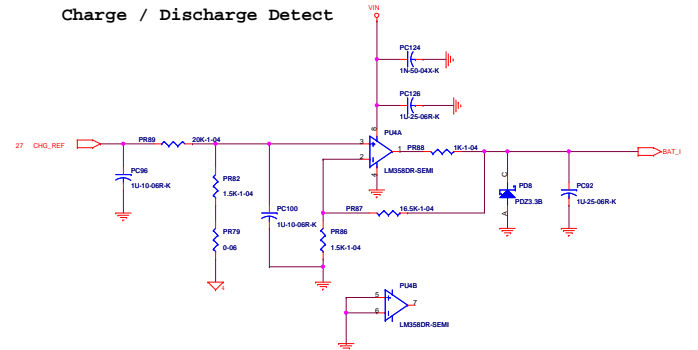 Charge / Discharge Detect
VIN
PC124
1N-50-04X-K
PC126
1U-25-06R-K
8
PU4A
27 CHG_REF
PR89 20K-1-04
3
1
2
4
PR88 1K-1-04
BAT_I
LM358DR-SEMI
PC96
1U-10-06R-K
PR82
1.5K-1-04
C
PD8
PDZ3.3B
A
PC92
1U-25-06R-K
PC100
1U-10-06R-K
PR87 16.5K-1-04
PR79
0-06
PR86
1.5K-1-04
4
PU4B
5
7
6
LM358DR-SEMI